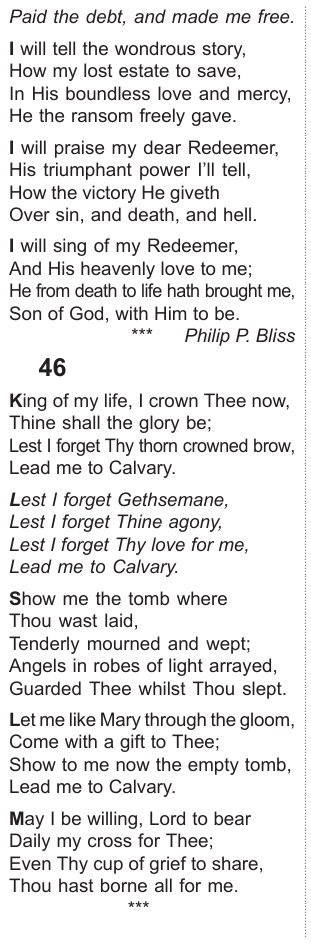 Paid the debt, and made me free.
I will tell the wondrous story,
How my lost estate to save,
In His boundless love and mercy,
He the ransom freely gave.
I will praise my dear Redeemer,
His triumphant power I'll tell,
How the victory He giveth
Over sin, and death, and hell.
I will sing of my Redeemer,
And His heavenly love to me;
He from death to life hath brought me,
Son of God, with Him to be.
*** Philip P. Bliss
46
King of my life, I crown Thee now,
Thine shall the glory be;
Lest I forget Thy thorn crowned brow,
Lead me to Calvary.
Lest I forget Gethsemane,
Lest I forget Thine agony,
Lest I forget Thy love for me,
Lead me to Calvary.
Show me the tomb where
Thou wast laid,
Tenderly mourned and wept;
Angels in robes of light arrayed,
Guarded Thee whilst Thou slept.
Let me like Mary through the gloom,
Come with a gift to Thee;
Show to me now the empty tomb,
Lead me to Calvary.
May I be willing, Lord to bear
Daily my cross for Thee;
Even Thy cup of grief to share,
Thou hast borne all for me.
***